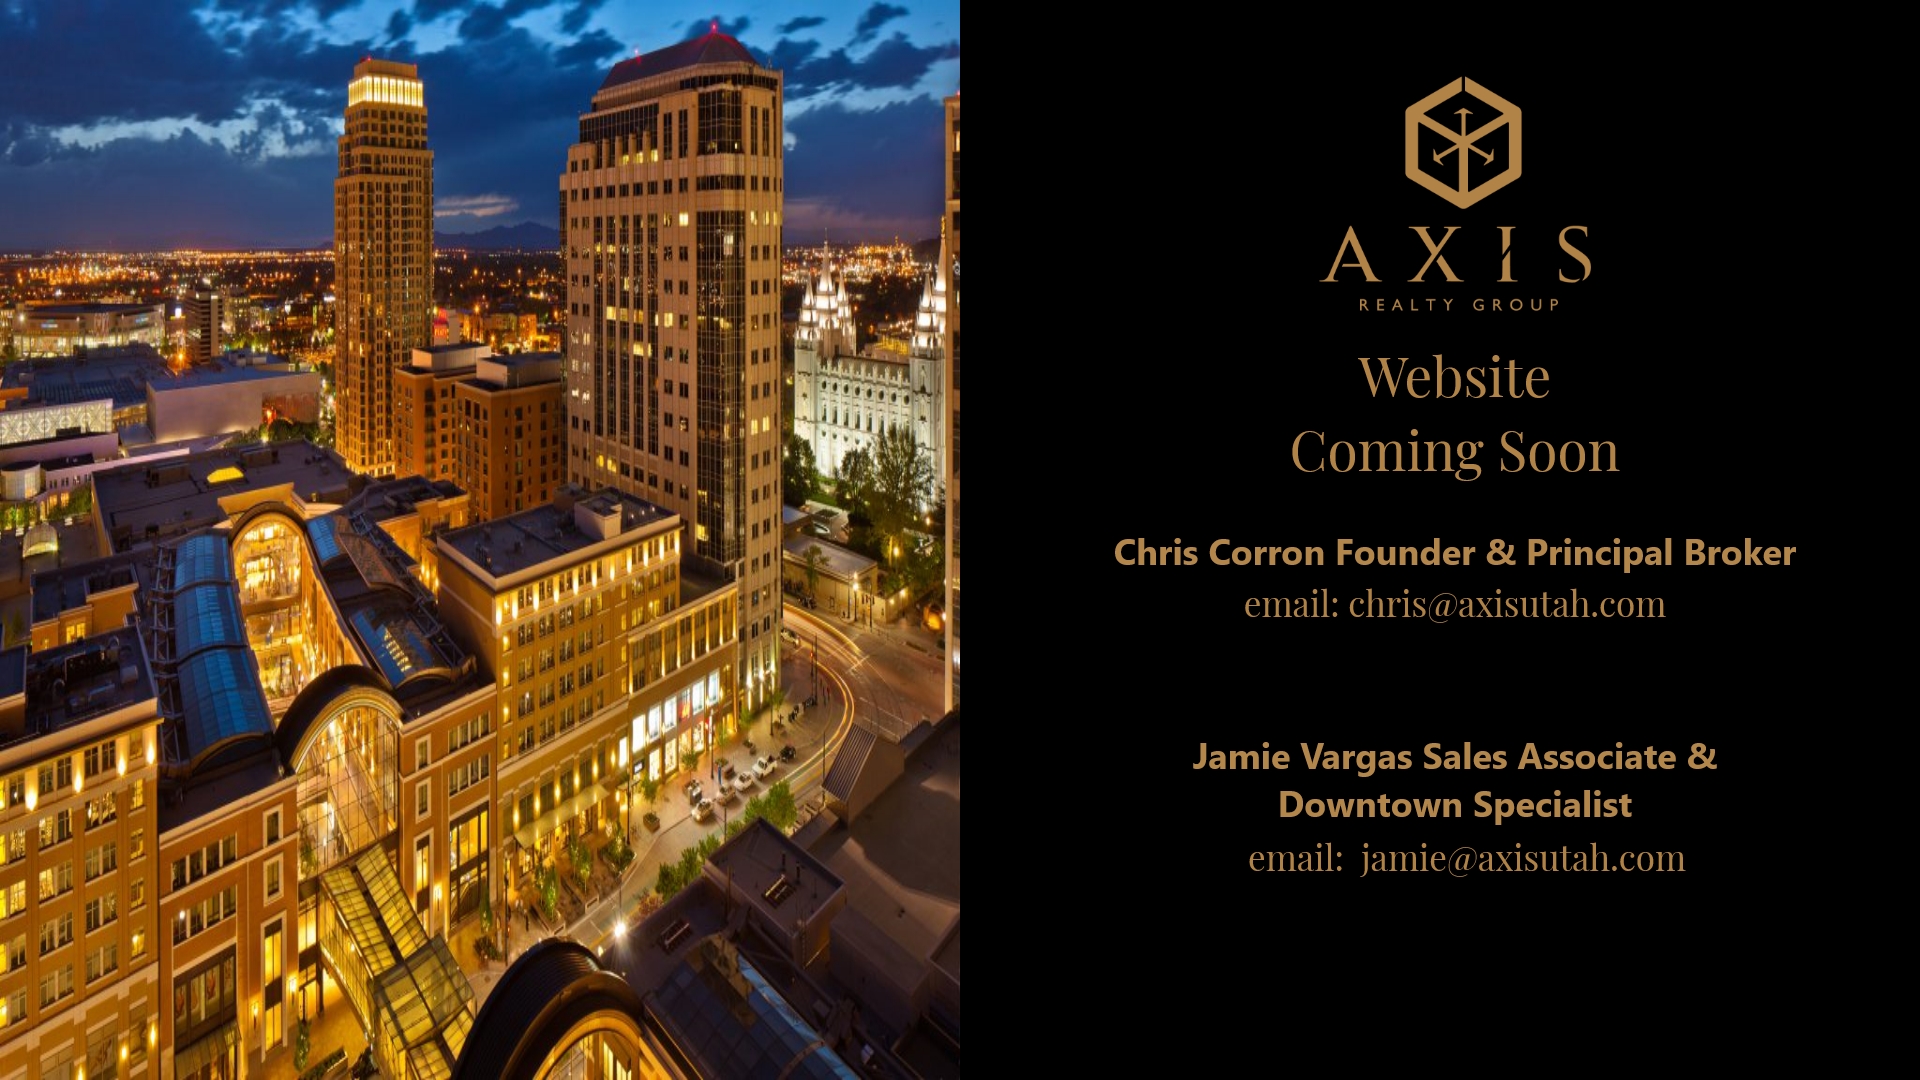 AXIS
REALTY GROUP
Website
Coming Soon
Chris Corron Founder & Principal Broker
email: chris@axisutah.com
Jamie Vargas Sales Associate &
Downtown Specialist
email: jamie@axisutah.com